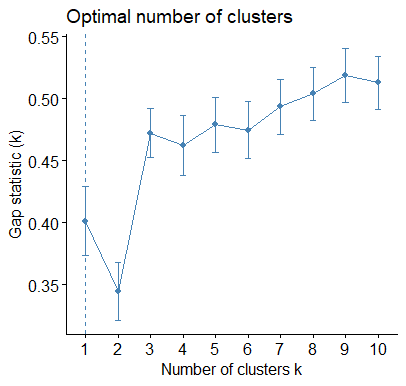 Optimal number of clusters
0.55
0.50
0.45
0.40
0.35
Gap statistic (k)
1 2 3 4 5 6 7 8 9 10
Number of clusters k